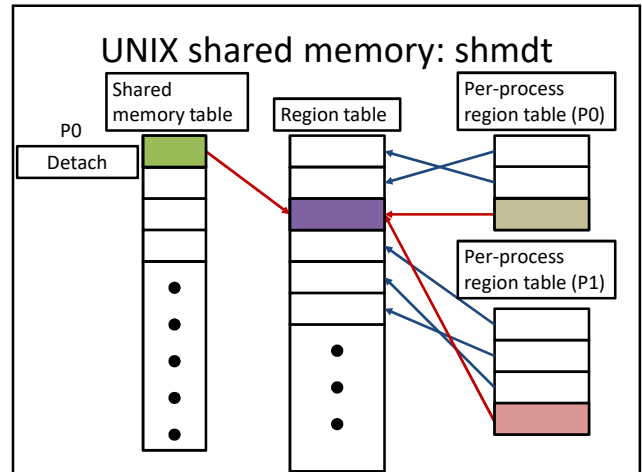 UNIX shared memory: shmdt
Shared
memory table
Region table
Per-process
region table (P0)
P0
Detach
Per-process
region table (P1)